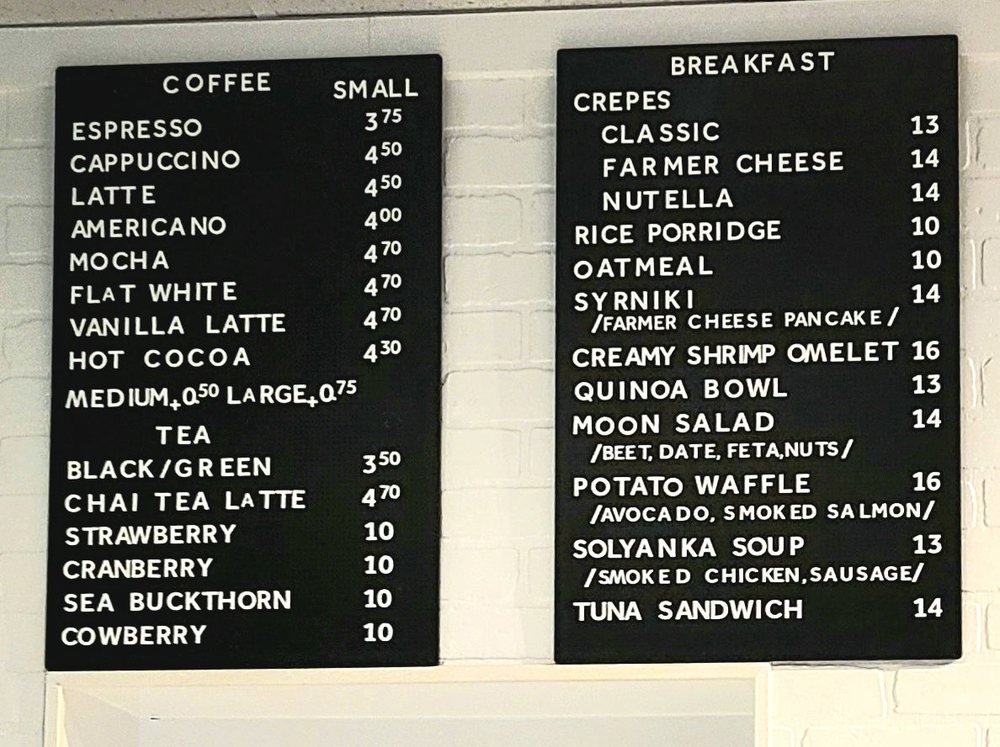 COFFEE SMALL
ESPRESSO 3.75
CAPPUCCINO 4.50
LATTE 4.50
AMERICANO 4.00
MOCHA 4.70
FLAT WHITE 4.70
VANILLA LATTE 4.70
HOT COCOA 4.30
MEDIUM+0.50 LARGE+0.75
TEA
BLACK/GREEN 3.50
CHAI TEA LATTE 4.70
STRAWBERRY 10
CRANBERRY 10
SEA BUCKTHORN 10
COWBERRY 10
BREAKFAST
CREPES
CLASSIC 13
FARMER CHEESE 14
NUTELLA 14
RICE PORRIDGE 10
OATMEAL 10
SYRNIKI 14
/FARMER CHEESE PANCAKE/
CREAMY SHRIMP OMELET 16
QUINOA BOWL 13
MOON SALAD 14
/BEET, DATE, FETA,NUTS/
POTATO WAFFLE 16
/AVOCADO, SMOKED SALMON/
SOLYANKA SOUP 13
/SMOKED CHICKEN,SAUSAGE/
TUNA SANDWICH 14